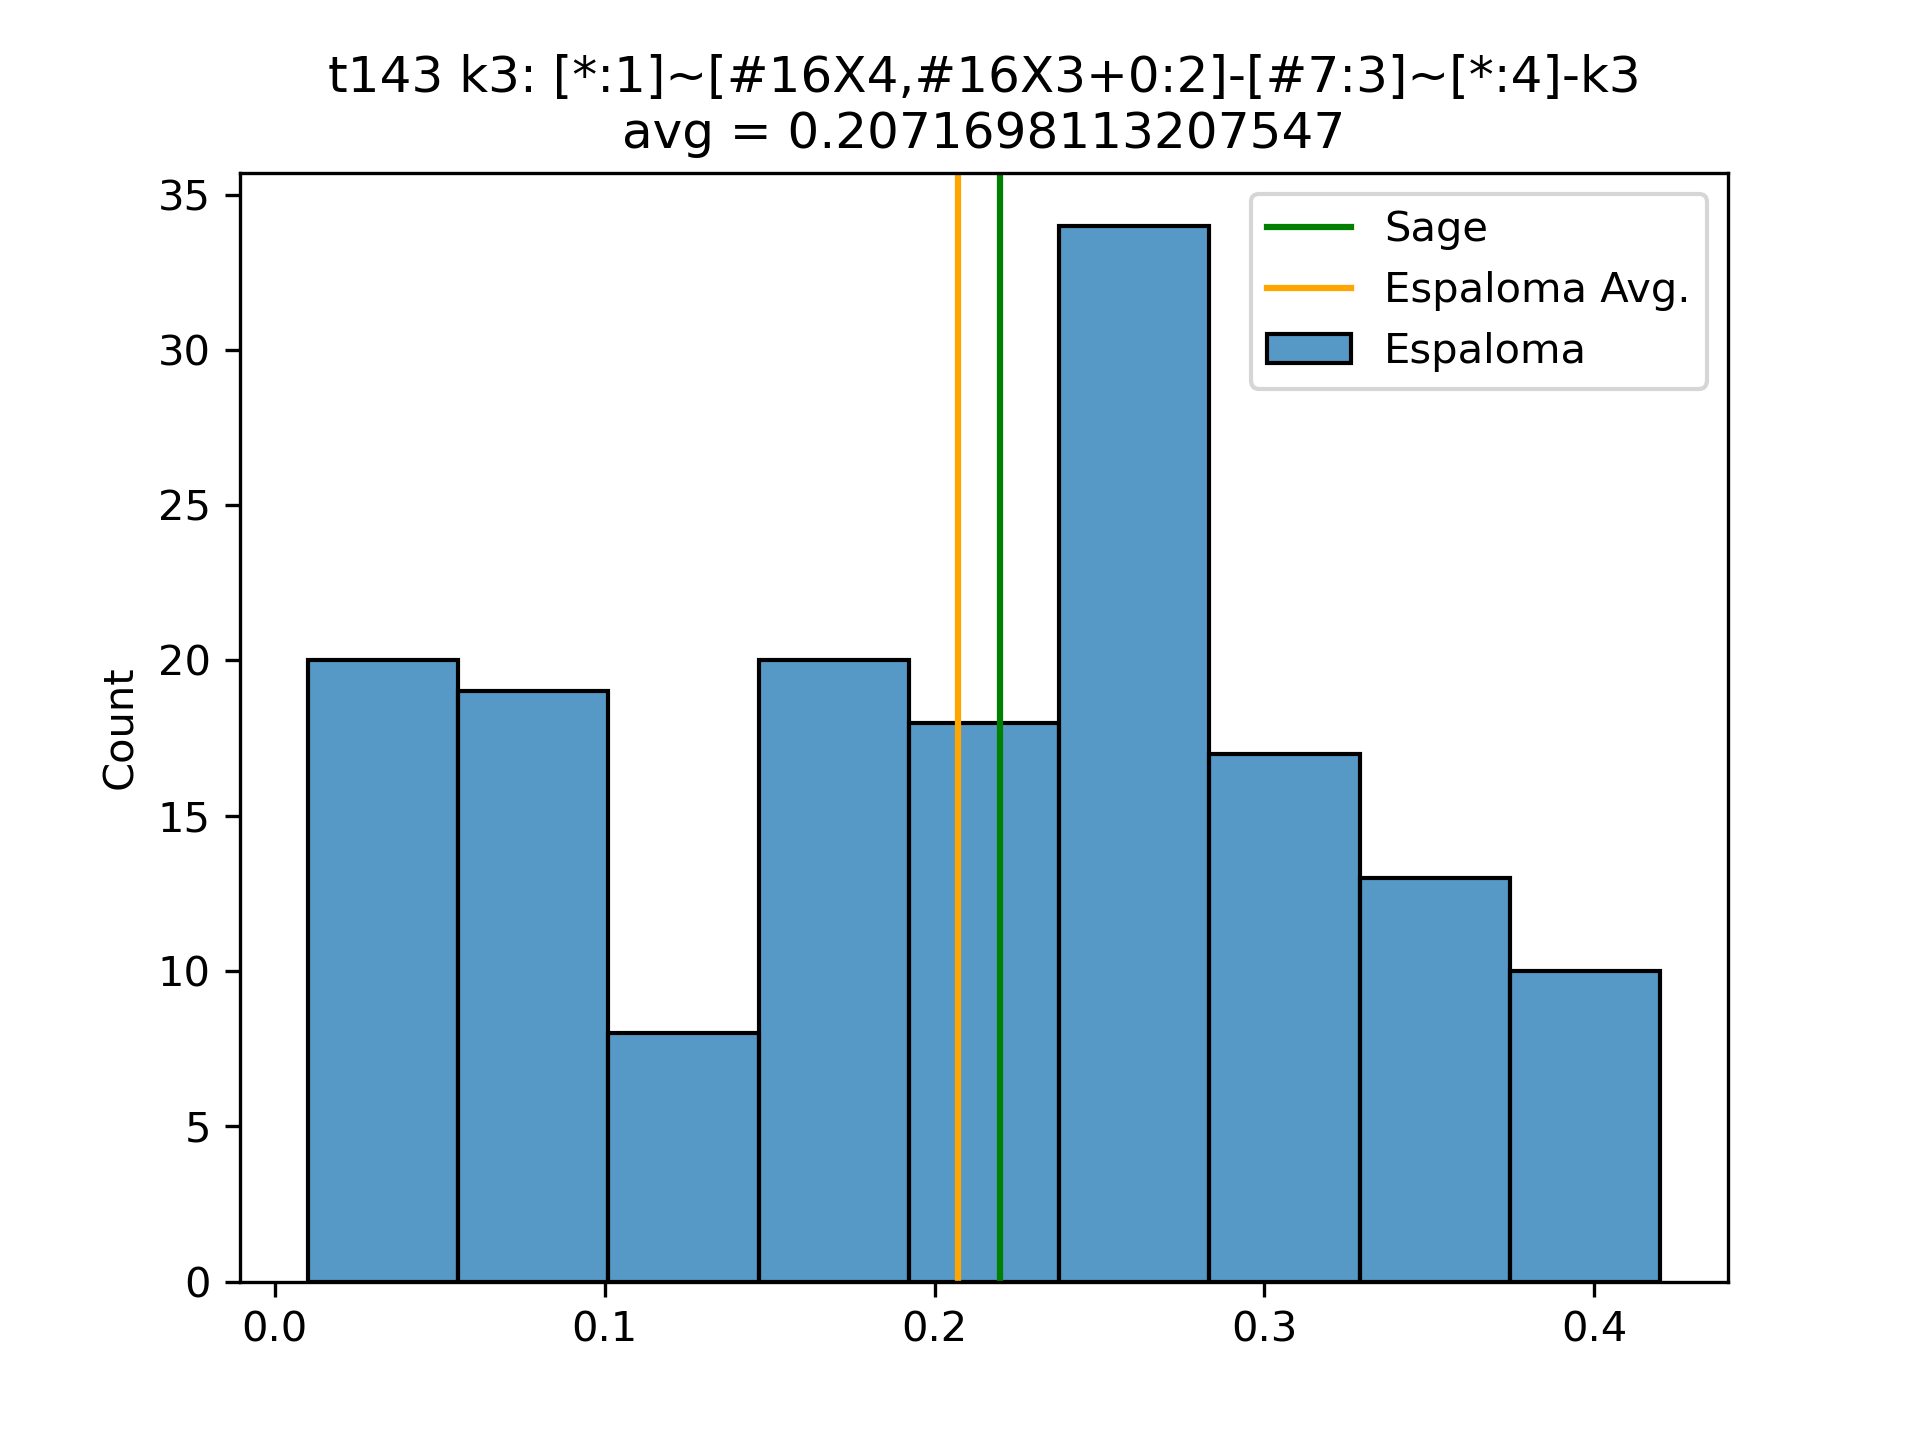 t143 k3: [*:1]~[#16X4,#16X3+0:2]-[#7:3]~[*:4]-k3
avg = 0.2071698113207547
35
30
25
20
15
10
5
0
Count
Sage
Espaloma Avg.
Espaloma
0.0 0.1 0.2 0.3 0.4